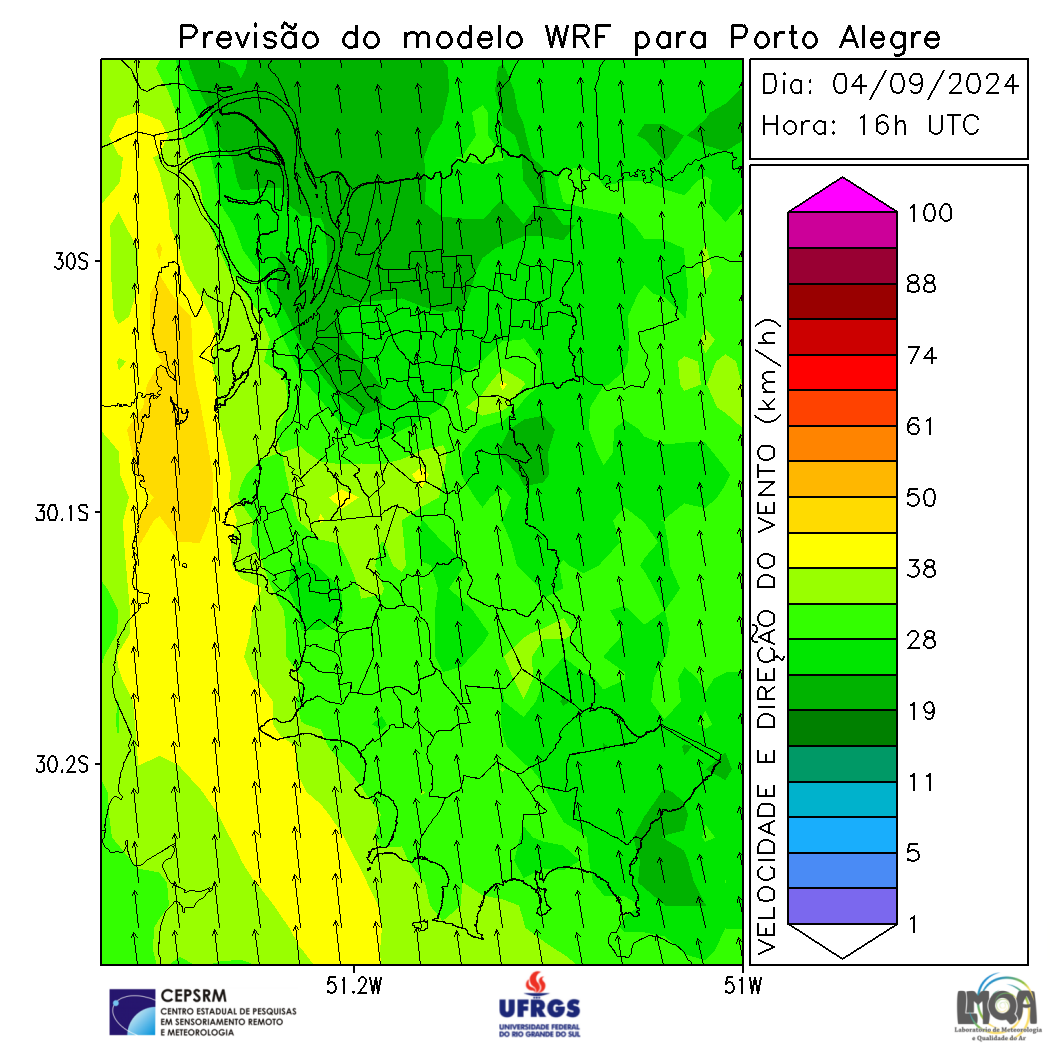 Previsão do modelo WRF para Porto Alegre
Dia: 04/09/2024
Hora: 16h UTC
30S
30.1S
30.2S
51.2W
51W
VELOCIDADE E DIREÇÃO DO VENTO (km/h)
100
88
74
61
50
38
28
19
11
5
1
CEPSRM
CENTRO ESTADUAL DE PESQUISAS
EM SENSORIAMENTO REMOTO
E METEOROLOGIA
UFRGS
UNIVERSIDADE FEDERAL
DO RIO GRANDE DO SUL
LMQA
Laboratório de Meteorologia
e Qualidade do Ar